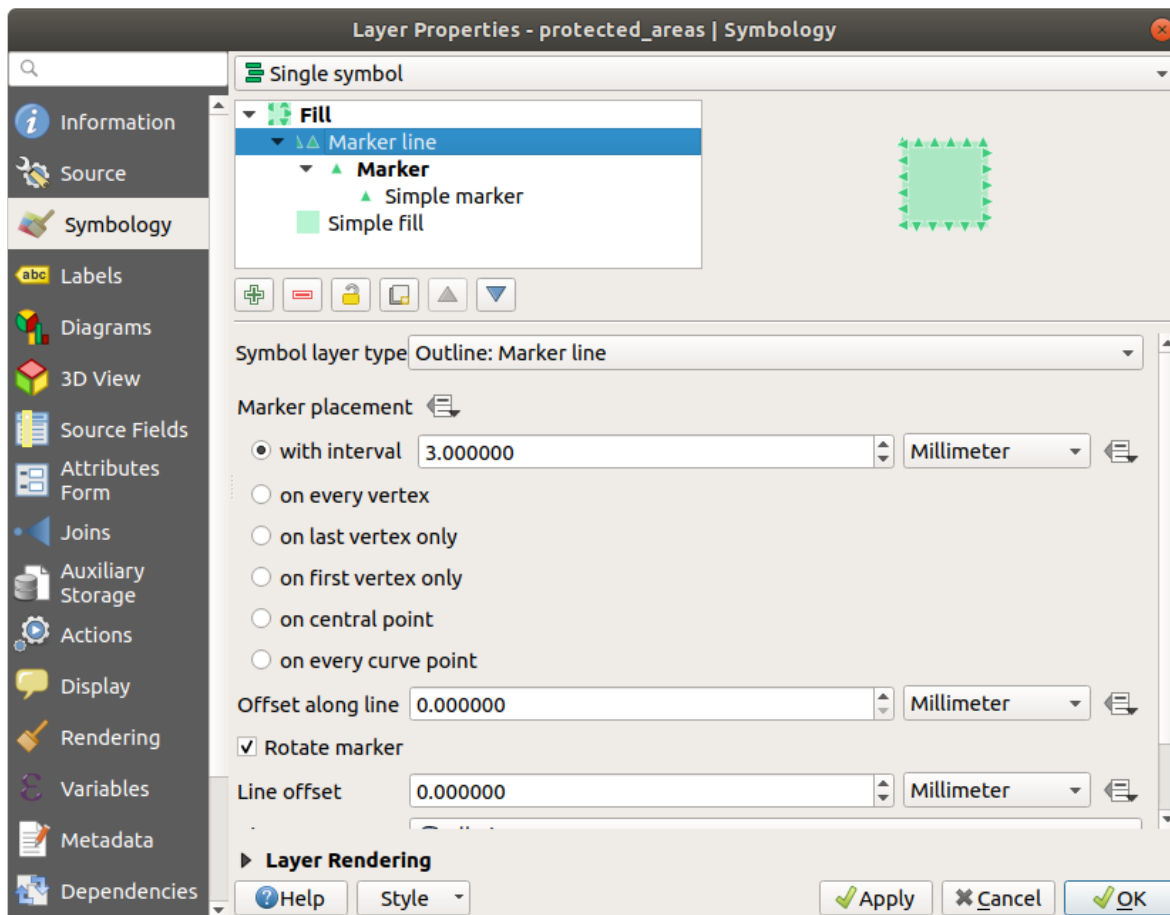 Layer Properties - protected_areas | Symbology
Information
Source
Symbology
abc Labels
Diagrams
3D View
Source Fields
Attributes
Form
Joins
Auxiliary
Storage
Actions
Display
Rendering
Variables
Metadata
Dependencies
Single symbol
Fill
Marker line
Marker
Simple marker
Simple fill
Symbol layer type Outline: Marker line
Marker placement
with interval 3.000000 Millimeter
on every vertex
on last vertex only
on first vertex only
on central point
on every curve point
Offset along line 0.000000 Millimeter
Rotate marker
Line offset 0.000000 Millimeter
Layer Rendering
Help Style Apply Cancel OK